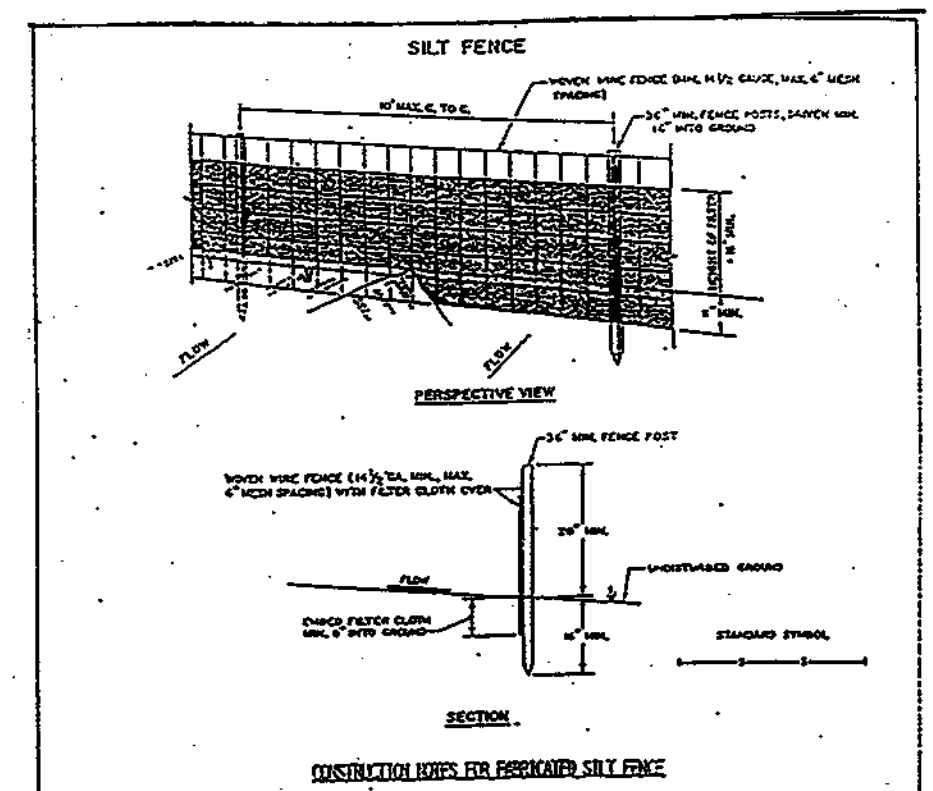 SILT FENCE
WOVEN WIRE FENCE (MIN. 14 1/2 GAUGE, MAX. 6" MESH
SPACING)
10' MAX. C. TO C.
36" MIN. FENCE POSTS, DRIVEN MIN.
16" INTO GROUND
HEIGHT OF FILTER
16" MIN.
8" MIN.
FLOW
FLOW
PERSPECTIVE VIEW
36" MIN. FENCE POST
WOVEN WIRE FENCE (14 1/2 GA. MIN., MAX.
6" MESH SPACING) WITH FILTER CLOTH OVER
20" MIN.
FLOW
UNDISTURBED GROUND
EMBED FILTER CLOTH
MIN. 8" INTO GROUND
16" MIN.
STANDARD SYMBOL
SECTION
CONSTRUCTION NOTES FOR FABRICATED SILT FENCE